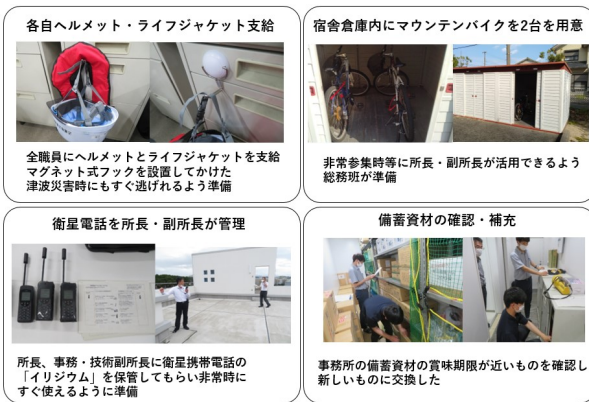 各自ヘルメット・ライフジャケット支給
全職員にヘルメットとライフジャケットを支給
マグネット式フックを設置してかけた
津波災害時にもすぐ逃げれるよう準備
宿舎倉庫内にマウンテンバイクを2台を用意
非常参集時等に所長・副所長が活用できるよう
総務班が準備
衛星電話を所長・副所長が管理
所長、事務・技術副所長に衛星携帯電話の
「イリジウム」を保管してもらい非常時に
すぐ使えるように準備
備蓄資材の確認・補充
事務所の備蓄資材の賞味期限が近いものを確認し
新しいものに交換した